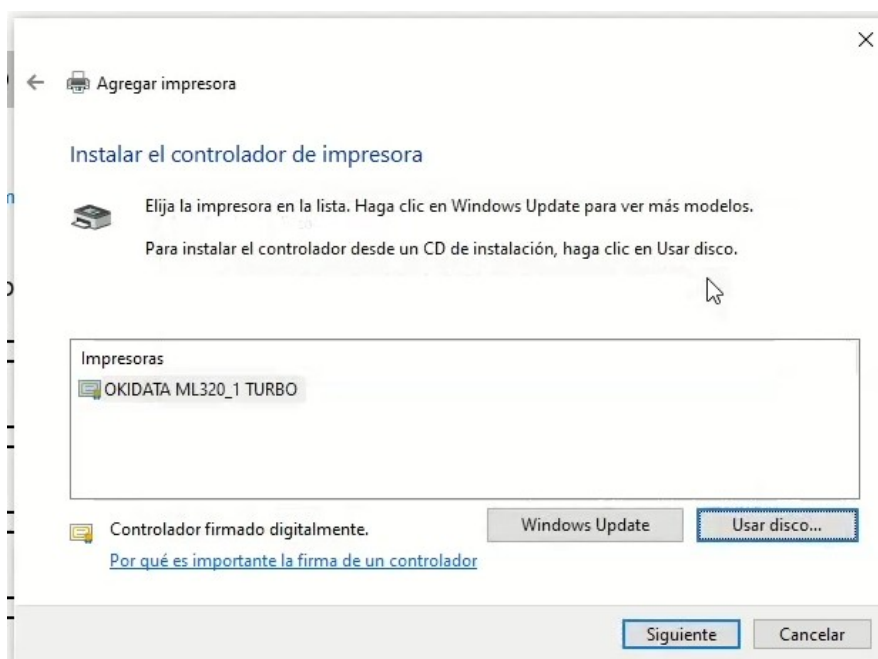 Agregar impresora
Instalar el controlador de impresora
Elija la impresora en la lista. Haga clic en Windows Update para ver más modelos.
Para instalar el controlador desde un CD de instalación, haga clic en Usar disco.
Impresoras
OKIDATA ML320_1 TURBO
Controlador firmado digitalmente.
Windows Update
Usar disco...
Por qué es importante la firma de un controlador
Siguiente
Cancelar